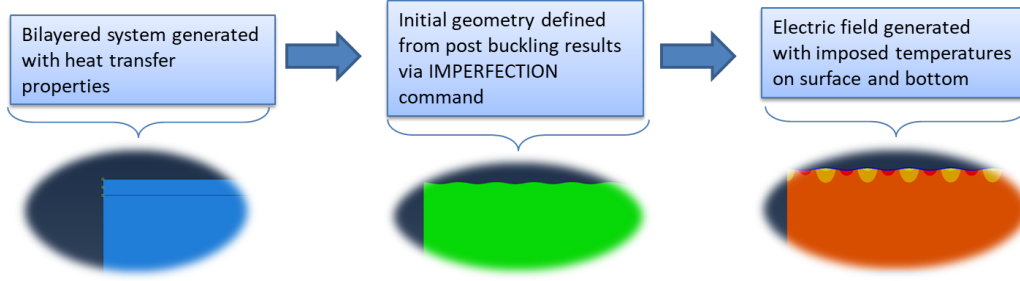 Bilayered system generated
with heat transfer
properties
Initial geometry defined
from post buckling results
via IMPERFECTION
command
Electric field generated
with imposed temperatures
on surface and bottom